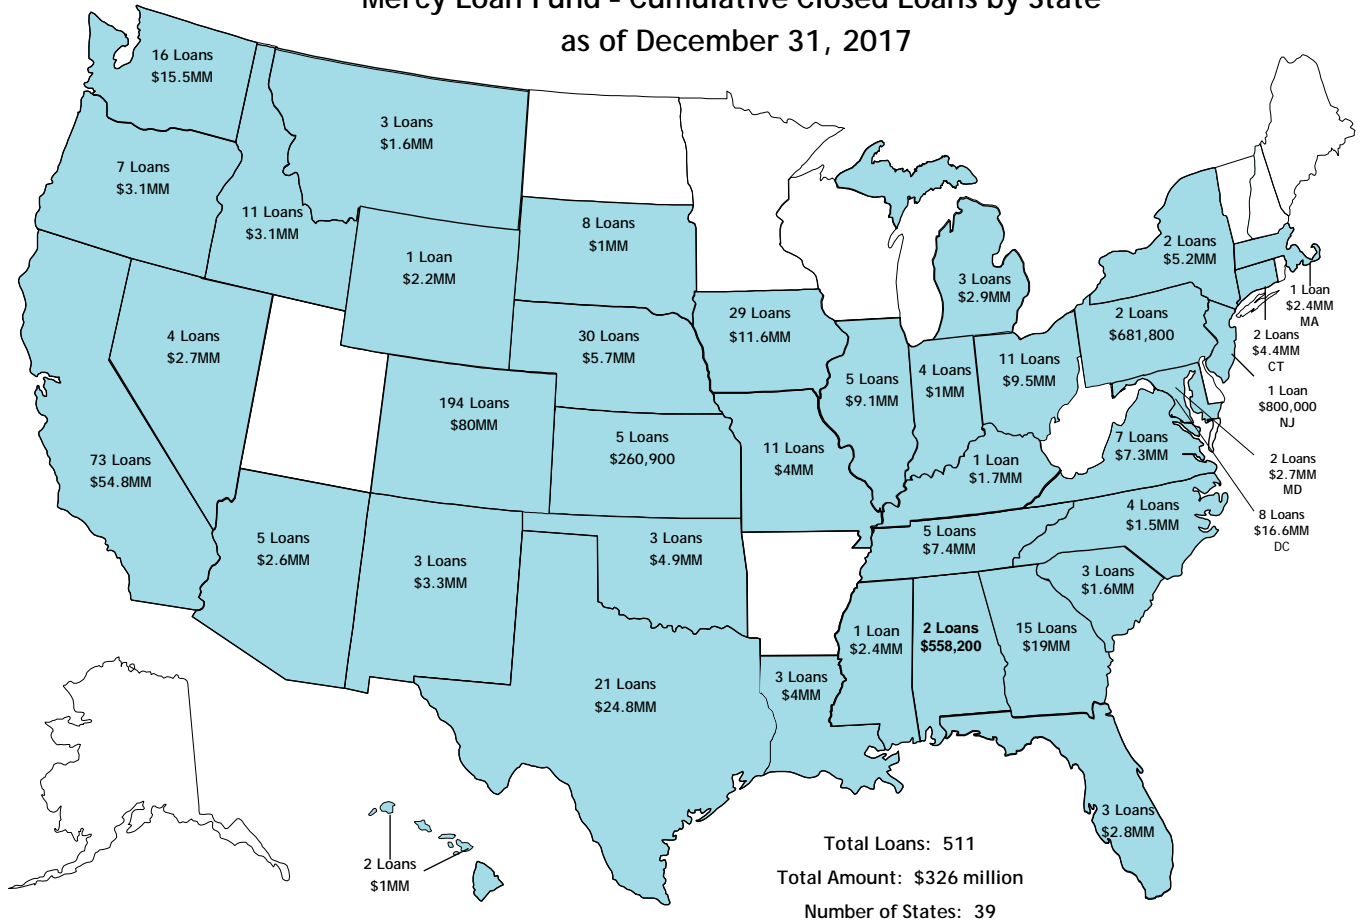 Mercy Loan Fund - Cumulative Closed Loans by State
as of December 31, 2017
16 Loans
$15.5MM
3 Loans
$1.6MM
7 Loans
$3.1MM
11 Loans
$3.1MM
8 Loans
$1MM
1 Loan
$2.2MM
2 Loans
$5.2MM
3 Loans
$2.9MM
1 Loan
$2.4MM
MA
4 Loans
$2.7MM
30 Loans
$5.7MM
29 Loans
$11.6MM
2 Loans
$681,800
2 Loans
$4.4MM
CT
5 Loans
$9.1MM
4 Loans
$1MM
11 Loans
$9.5MM
1 Loan
$800,000
NJ
194 Loans
$80MM
5 Loans
$260,900
11 Loans
$4MM
7 Loans
$7.3MM
73 Loans
$54.8MM
1 Loan
$1.7MM
2 Loans
$2.7MM
MD
8 Loans
$16.6MM
DC
4 Loans
$1.5MM
5 Loans
$2.6MM
3 Loans
$3.3MM
3 Loans
$4.9MM
5 Loans
$7.4MM
3 Loans
$1.6MM
1 Loan
$2.4MM
2 Loans
$558,200
15 Loans
$19MM
21 Loans
$24.8MM
3 Loans
$4MM
3 Loans
$2.8MM
2 Loans
$1MM
Total Loans: 511
Total Amount: $326 million
Number of States: 39